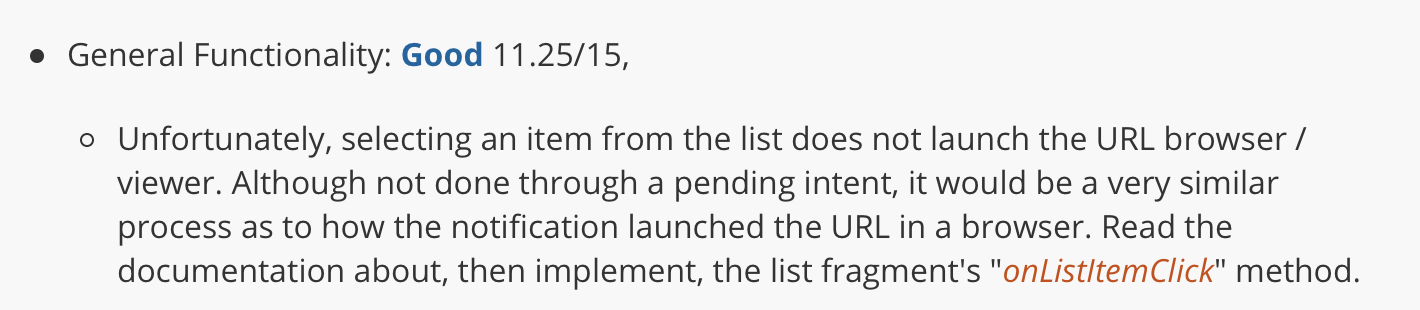 ● General Functionality: Good 11.25/15,
○ Unfortunately, selecting an item from the list does not launch the URL browser /
viewer. Although not done through a pending intent, it would be a very similar
process as to how the notification launched the URL in a browser. Read the
documentation about, then implement, the list fragment's "onListItemClick" method.